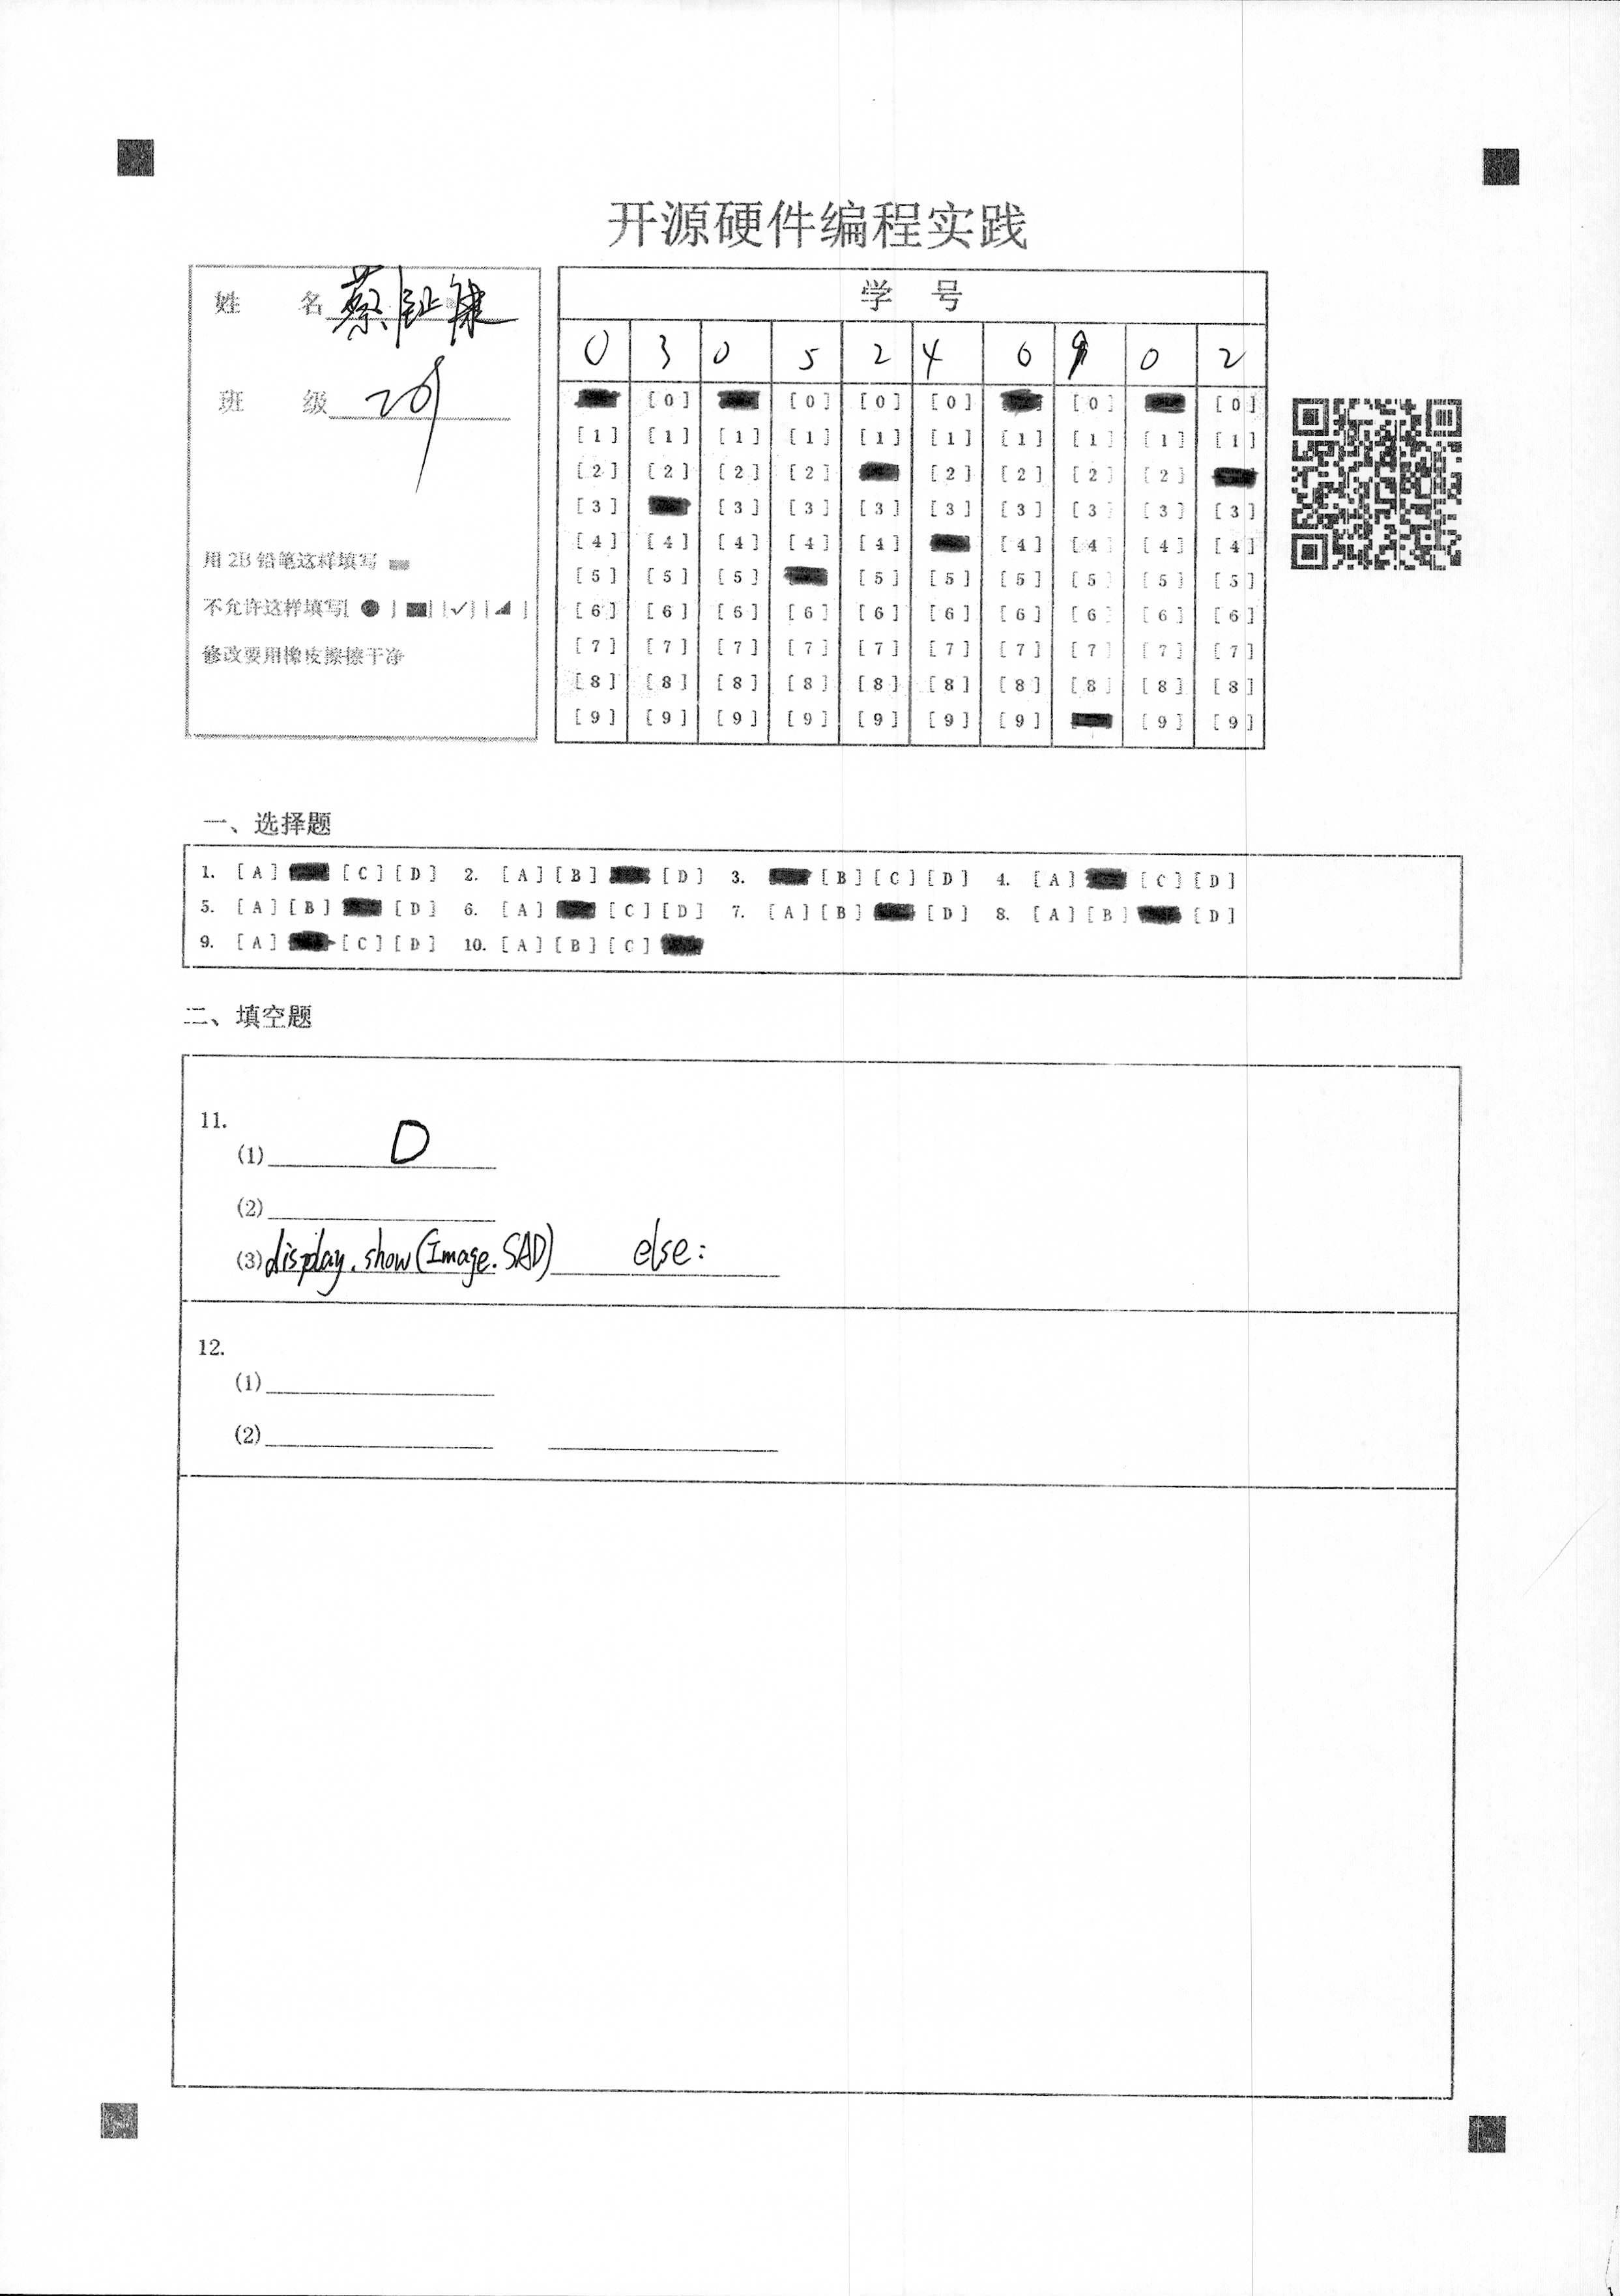 开源硬件编程实践
姓 名 蔡钲键
班 级 209
用 2B 铅笔这样填写
不允许这样填写[ ● ] [■] [✓] [◢]
修改要用橡皮擦擦干净
学 号
0 3 0 5 2 4 0 9 0 2
[0] [0] [0] [0] [0] [0]
[1] [1] [1] [1] [1] [1] [1] [1] [1] [1]
[2] [2] [2] [2] [2] [2] [2] [2]
[3] [3] [3] [3] [3] [3] [3] [3] [3]
[4] [4] [4] [4] [4] [4] [4] [4] [4]
[5] [5] [5] [5] [5] [5] [5] [5] [5]
[6] [6] [6] [6] [6] [6] [6] [6] [6] [6]
[7] [7] [7] [7] [7] [7] [7] [7] [7] [7]
[8] [8] [8] [8] [8] [8] [8] [8] [8] [8]
[9] [9] [9] [9] [9] [9] [9] [9] [9]
一、选择题
1. [A] [C] [D] 2. [A] [B] [D] 3. [B] [C] [D] 4. [A] [C] [D]
5. [A] [B] [D] 6. [A] [C] [D] 7. [A] [B] [D] 8. [A] [B] [D]
9. [A] [C] [D] 10. [A] [B] [C]
二、填空题
11.
(1) D
(2)
(3) display.show(Image.SAD) else:
12.
(1)
(2)